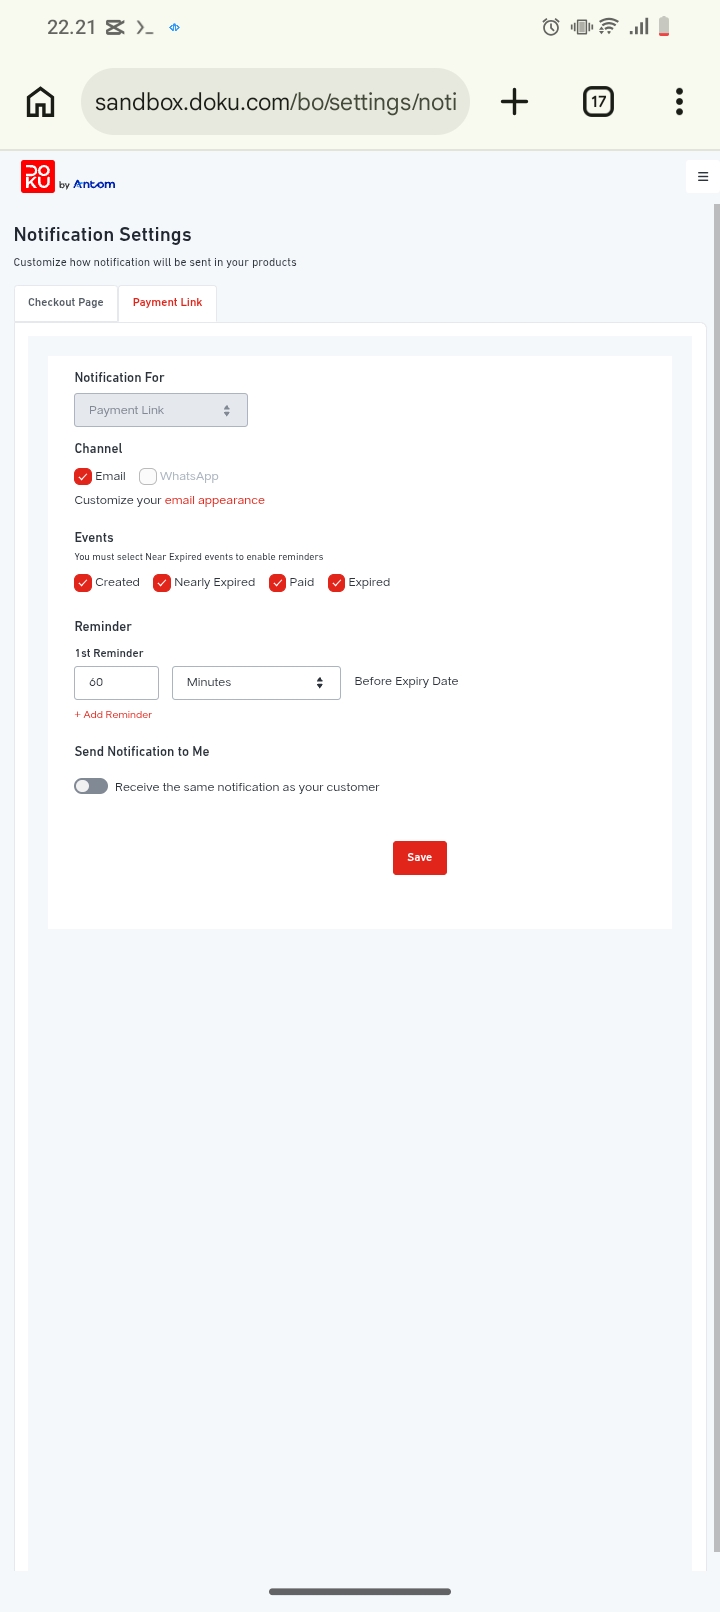 22.21
sandbox.doku.com/bo/settings/noti
17
DOKU by Antom
Notification Settings
Customize how notification will be sent in your products
Checkout Page Payment Link
Notification For
Payment Link
Channel
Email WhatsApp
Customize your email appearance
Events
You must select Near Expired events to enable reminders
Created Nearly Expired Paid Expired
Reminder
1st Reminder
60 Minutes Before Expiry Date
+ Add Reminder
Send Notification to Me
Receive the same notification as your customer
Save